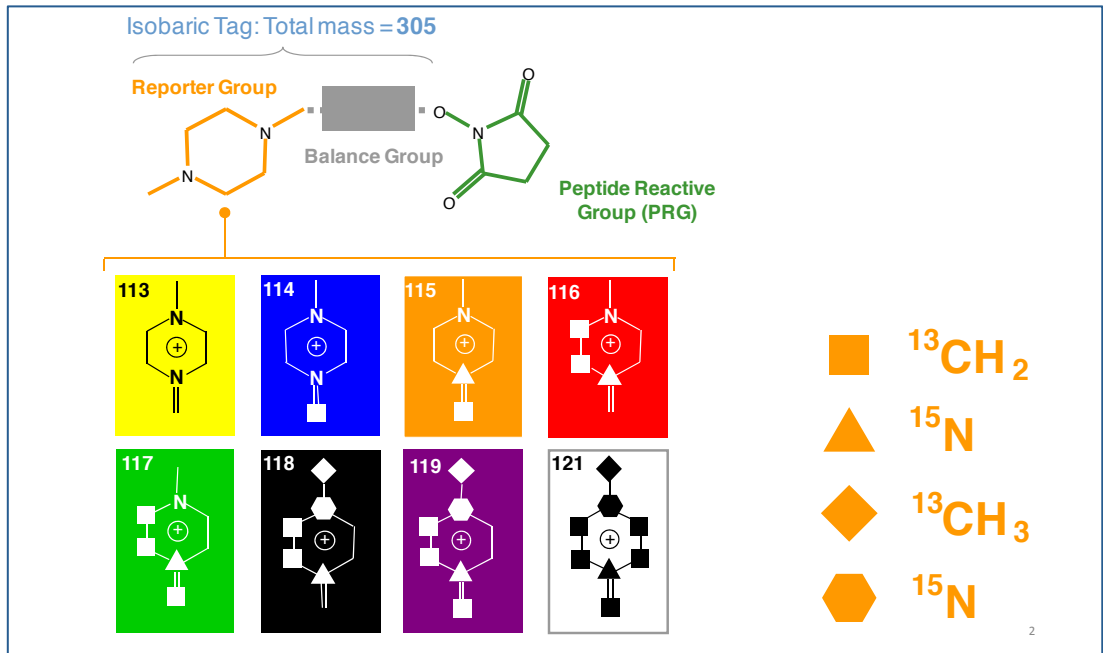 Isobaric Tag: Total mass = 305
Reporter Group
N
N
Balance Group
O
N
O
O
Peptide Reactive
Group (PRG)
113
N
+
N
114
N
+
N
115
N
+
116
N
+
117
N
+
118
+
119
+
121
+
¹³CH₂
¹⁵N
¹³CH₃
¹⁵N
2